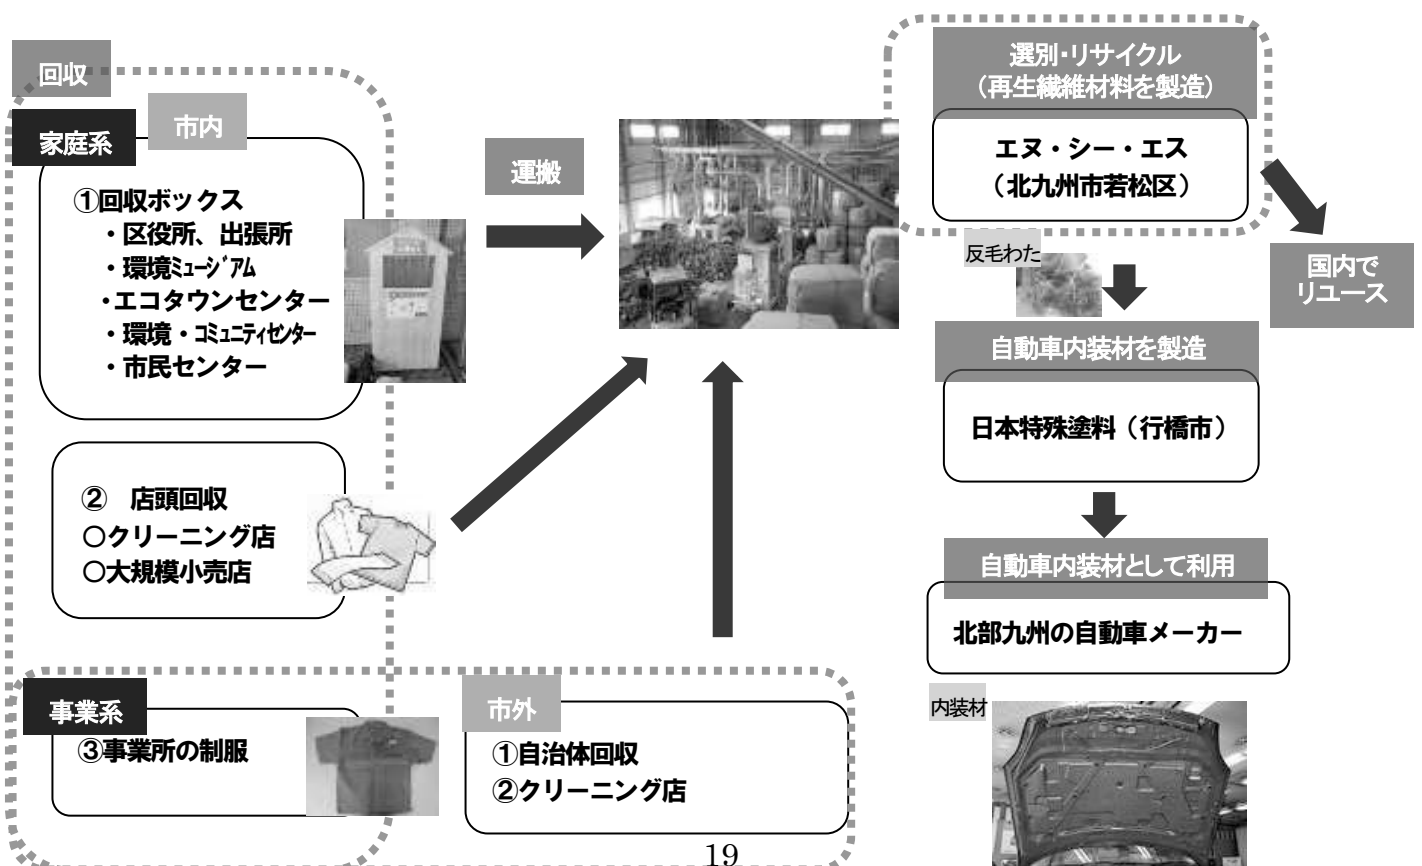 回収
家庭系
市内
①回収ボックス
・区役所、出張所
・環境ﾐｭｰｼﾞｱﾑ
・エコタウンセンター
・環境・ｺﾐｭﾆﾃｨｾﾝﾀｰ
・市民センター
② 店頭回収
○クリーニング店
○大規模小売店
事業系
③事業所の制服
市外
①自治体回収
②クリーニング店
運搬
選別・リサイクル
（再生繊維材料を製造）
エヌ・シー・エス
（北九州市若松区）
国内で
リユース
反毛わた
自動車内装材を製造
日本特殊塗料（行橋市）
自動車内装材として利用
北部九州の自動車メーカー
内装材
19